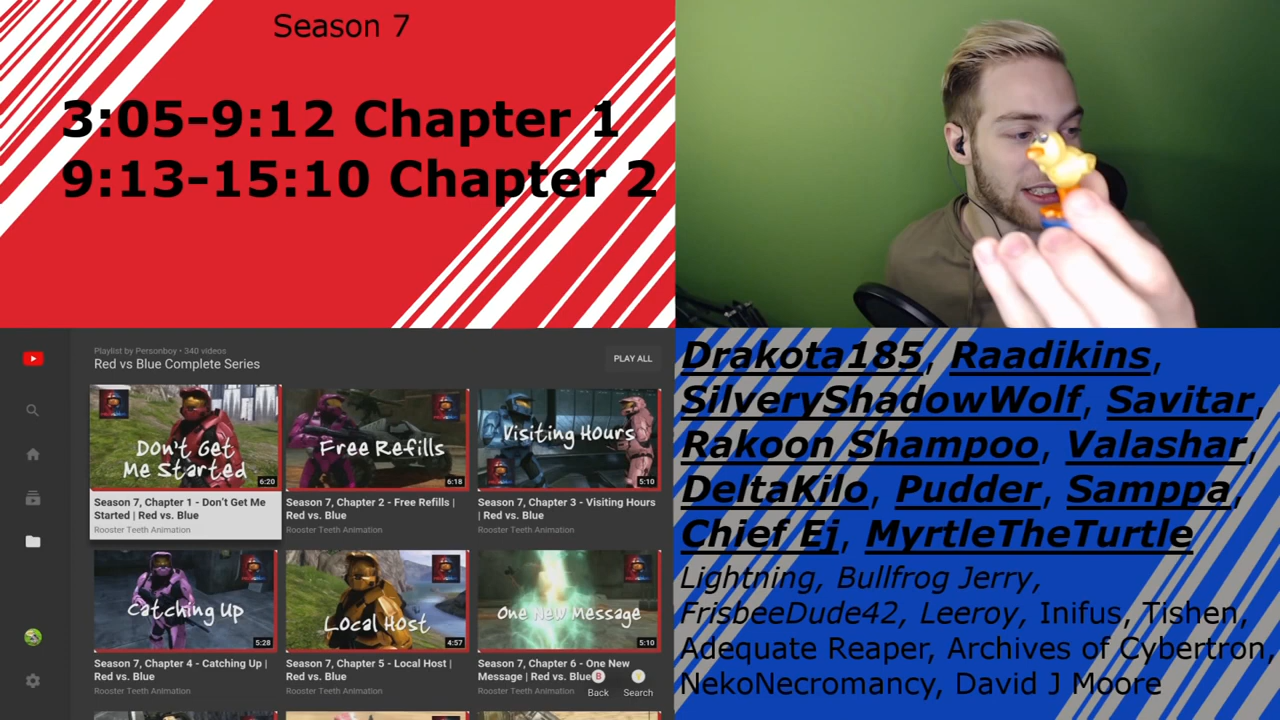 Season 7
3:05-9:12 Chapter 1
9:13-15:10 Chapter 2
Playlist by Personboy • 340 videos
Red vs Blue Complete Series
PLAY ALL
Don't Get
Me Started
6:20
Free Refills
6:18
Visiting Hours
5:10
Season 7, Chapter 1 - Don't Get Me
Started | Red vs. Blue
Rooster Teeth Animation
Season 7, Chapter 2 - Free Refills |
Red vs. Blue
Rooster Teeth Animation
Season 7, Chapter 3 - Visiting Hours
| Red vs. Blue
Rooster Teeth Animation
Catching Up
5:28
Local Host
4:57
One New Message
5:10
Season 7, Chapter 4 - Catching Up |
Red vs. Blue
Rooster Teeth Animation
Season 7, Chapter 5 - Local Host |
Red vs. Blue
Rooster Teeth Animation
Season 7, Chapter 6 - One New
Message | Red vs. Blue
Rooster Teeth Animation
B
Y
Back
Search
Drakota185, Raadikins,
SilveryShadowWolf, Savitar,
Rakoon Shampoo, Valashar,
DeltaKilo, Pudder, Samppa,
Chief Ej, MyrtleTheTurtle
Lightning, Bullfrog Jerry,
FrisbeeDude42, Leeroy, Inifus, Tishen,
Adequate Reaper, Archives of Cybertron,
NekoNecromancy, David J Moore